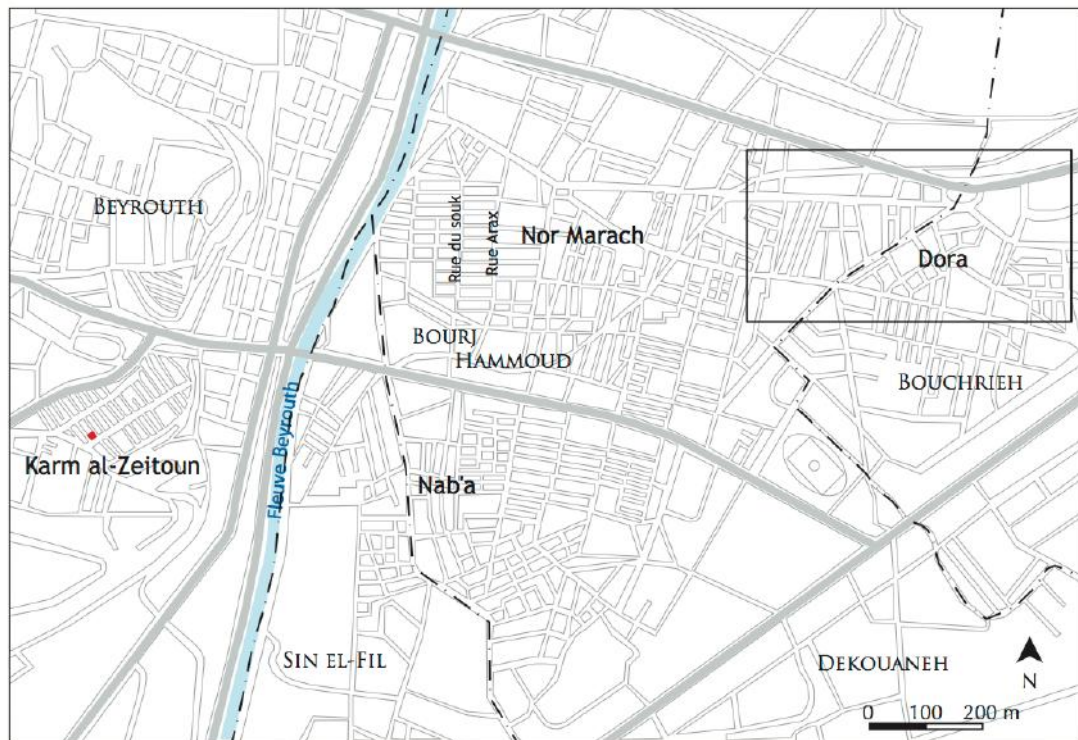 BEYROUTH
Rue du souk
Rue Arax
Nor Marach
Dora
BOURJ
HAMMOUD
BOUCHRIEH
Fleuve Beyrouth
Karm al-Zeitoun
Nab'a
SIN EL-FIL
DEKOUANEH
N
0 100 200 m